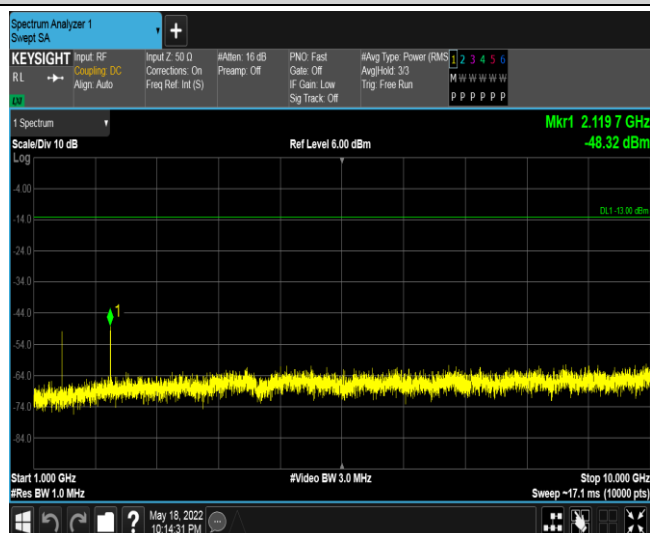 Spectrum Analyzer 1
Swept SA
+
KEYSIGHT
RL
LXI
Input: RF
Coupling: DC
Align: Auto
Input Z: 50 Ω
Corrections: On
Freq Ref: Int (S)
#Atten: 16 dB
Preamp: Off
PNO: Fast
Gate: Off
IF Gain: Low
Sig Track: Off
#Avg Type: Power (RMS
Avg|Hold: 3/3
Trig: Free Run
1 2 3 4 5 6
M W W W W W
P P P P P P
1 Spectrum
Mkr1 2.119 7 GHz
Scale/Div 10 dB
Ref Level 6.00 dBm
-48.32 dBm
Log
-4.00
DL1 -13.00 dBm
-14.0
-24.0
-34.0
1
-44.0
-54.0
-64.0
-74.0
-84.0
Start 1.000 GHz
#Video BW 3.0 MHz
Stop 10.000 GHz
#Res BW 1.0 MHz
Sweep ~17.1 ms (10000 pts)
?
May 18, 2022
10:14:31 PM